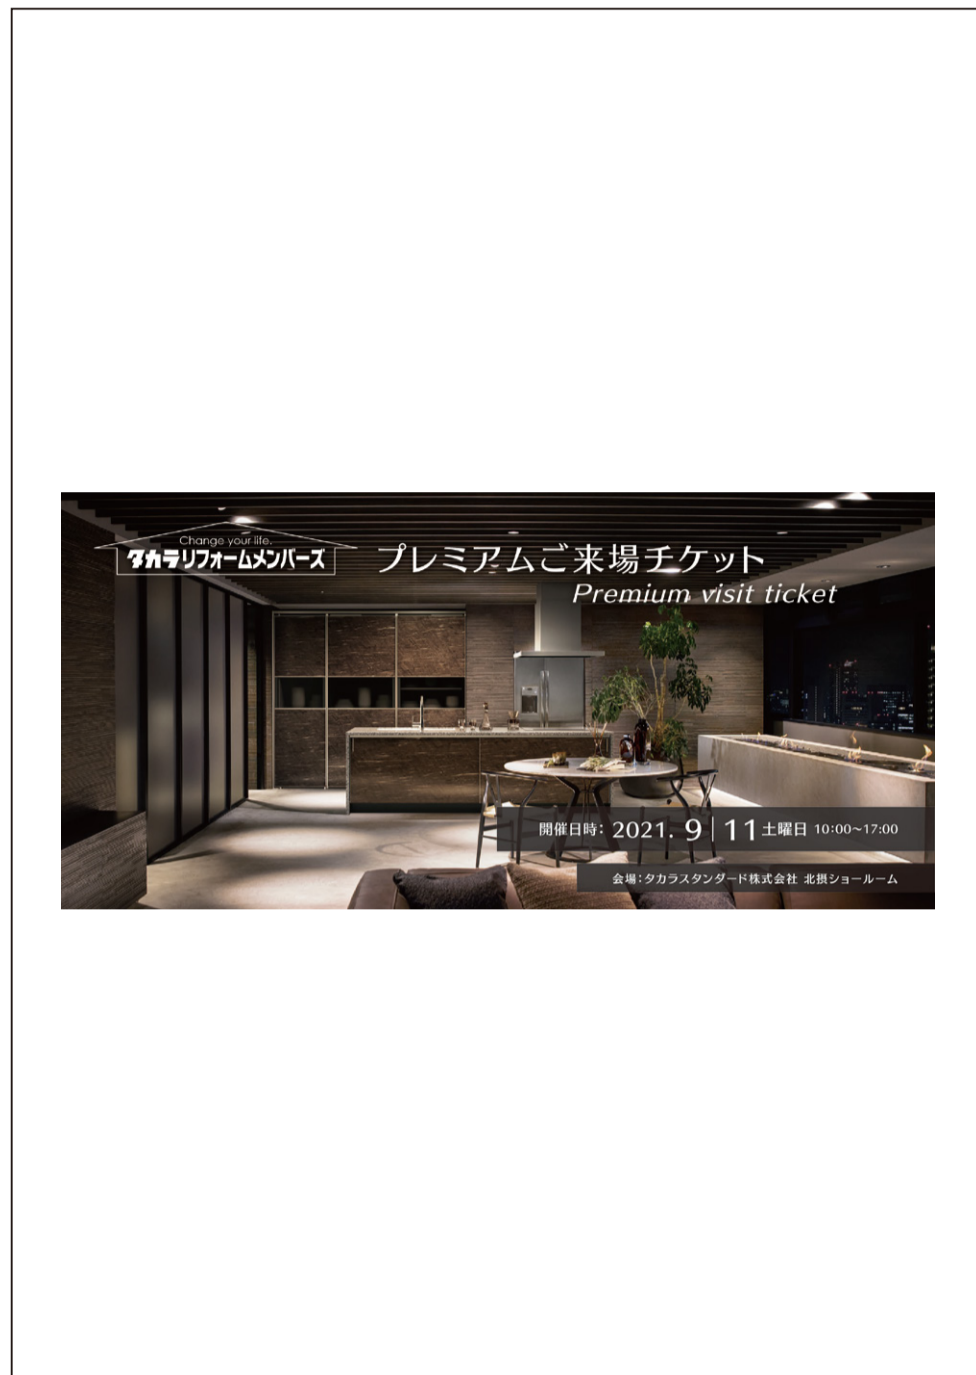 Change your life.
タカラリフォームメンバーズ
プレミアムご来場チケット
Premium visit ticket
開催日時: 2021. 9 | 11 土曜日 10:00~17:00
会場:タカラスタンダード株式会社 北摂ショールーム